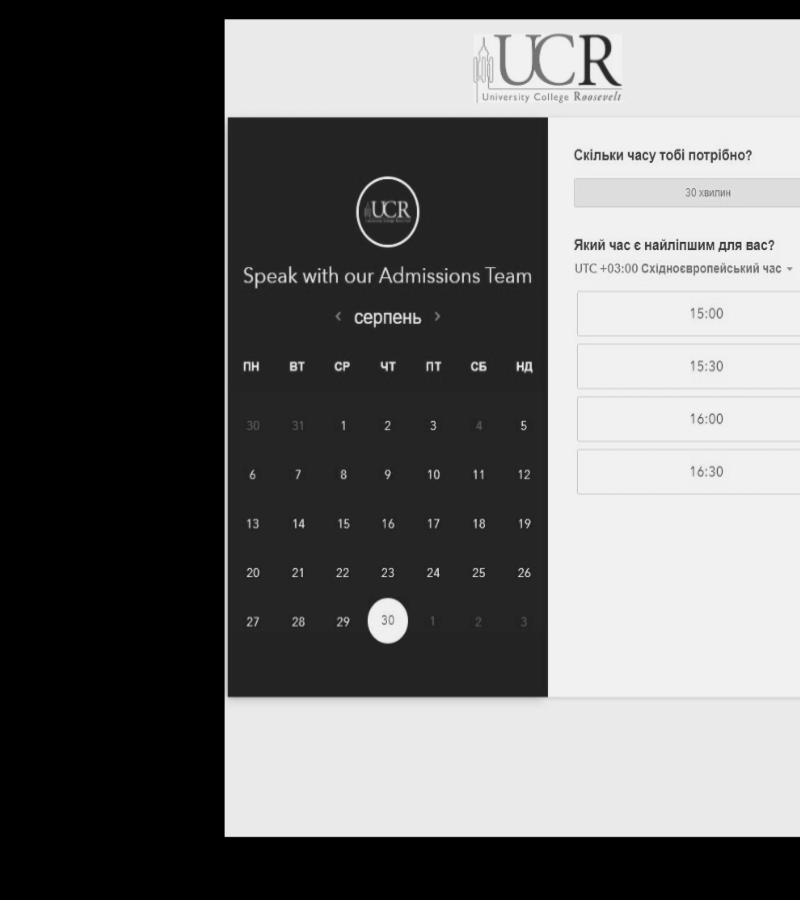 UCR
University College Roosevelt
UCR
Speak with our Admissions Team
‹ серпень ›
ПН ВТ СР ЧТ ПТ СБ НД
30 31 1 2 3 4 5
6 7 8 9 10 11 12
13 14 15 16 17 18 19
20 21 22 23 24 25 26
27 28 29 30 1 2 3
Скільки часу тобі потрібно?
30 хвилин
Який час є найліпшим для вас?
UTC +03:00 Східноєвропейський час
15:00
15:30
16:00
16:30